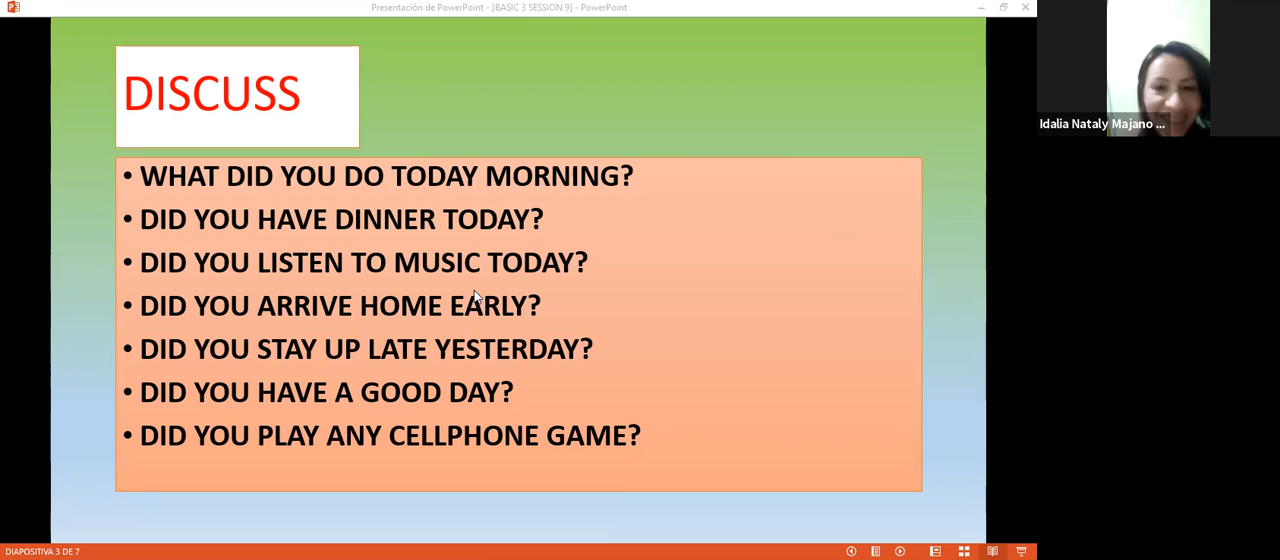 Presentación de PowerPoint - [BASIC 3 SESSION 9] - PowerPoint
DISCUSS
• WHAT DID YOU DO TODAY MORNING?
• DID YOU HAVE DINNER TODAY?
• DID YOU LISTEN TO MUSIC TODAY?
• DID YOU ARRIVE HOME EARLY?
• DID YOU STAY UP LATE YESTERDAY?
• DID YOU HAVE A GOOD DAY?
• DID YOU PLAY ANY CELLPHONE GAME?
Idalia Nataly Majano ...
DIAPOSITIVA 3 DE 7